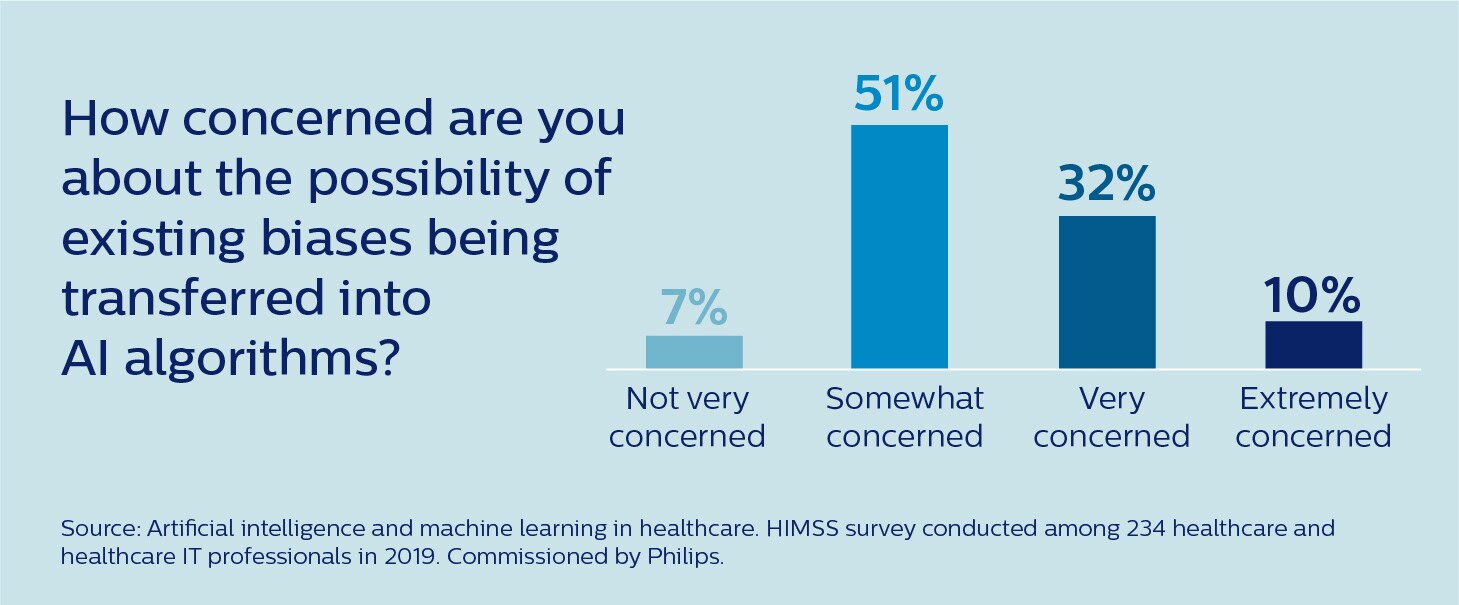 How concerned are you
about the possibility of
existing biases being
transferred into
AI algorithms?
7%
51%
32%
10%
Not very
concerned
Somewhat
concerned
Very
concerned
Extremely
concerned
Source: Artificial intelligence and machine learning in healthcare. HIMSS survey conducted among 234 healthcare and
healthcare IT professionals in 2019. Commissioned by Philips.